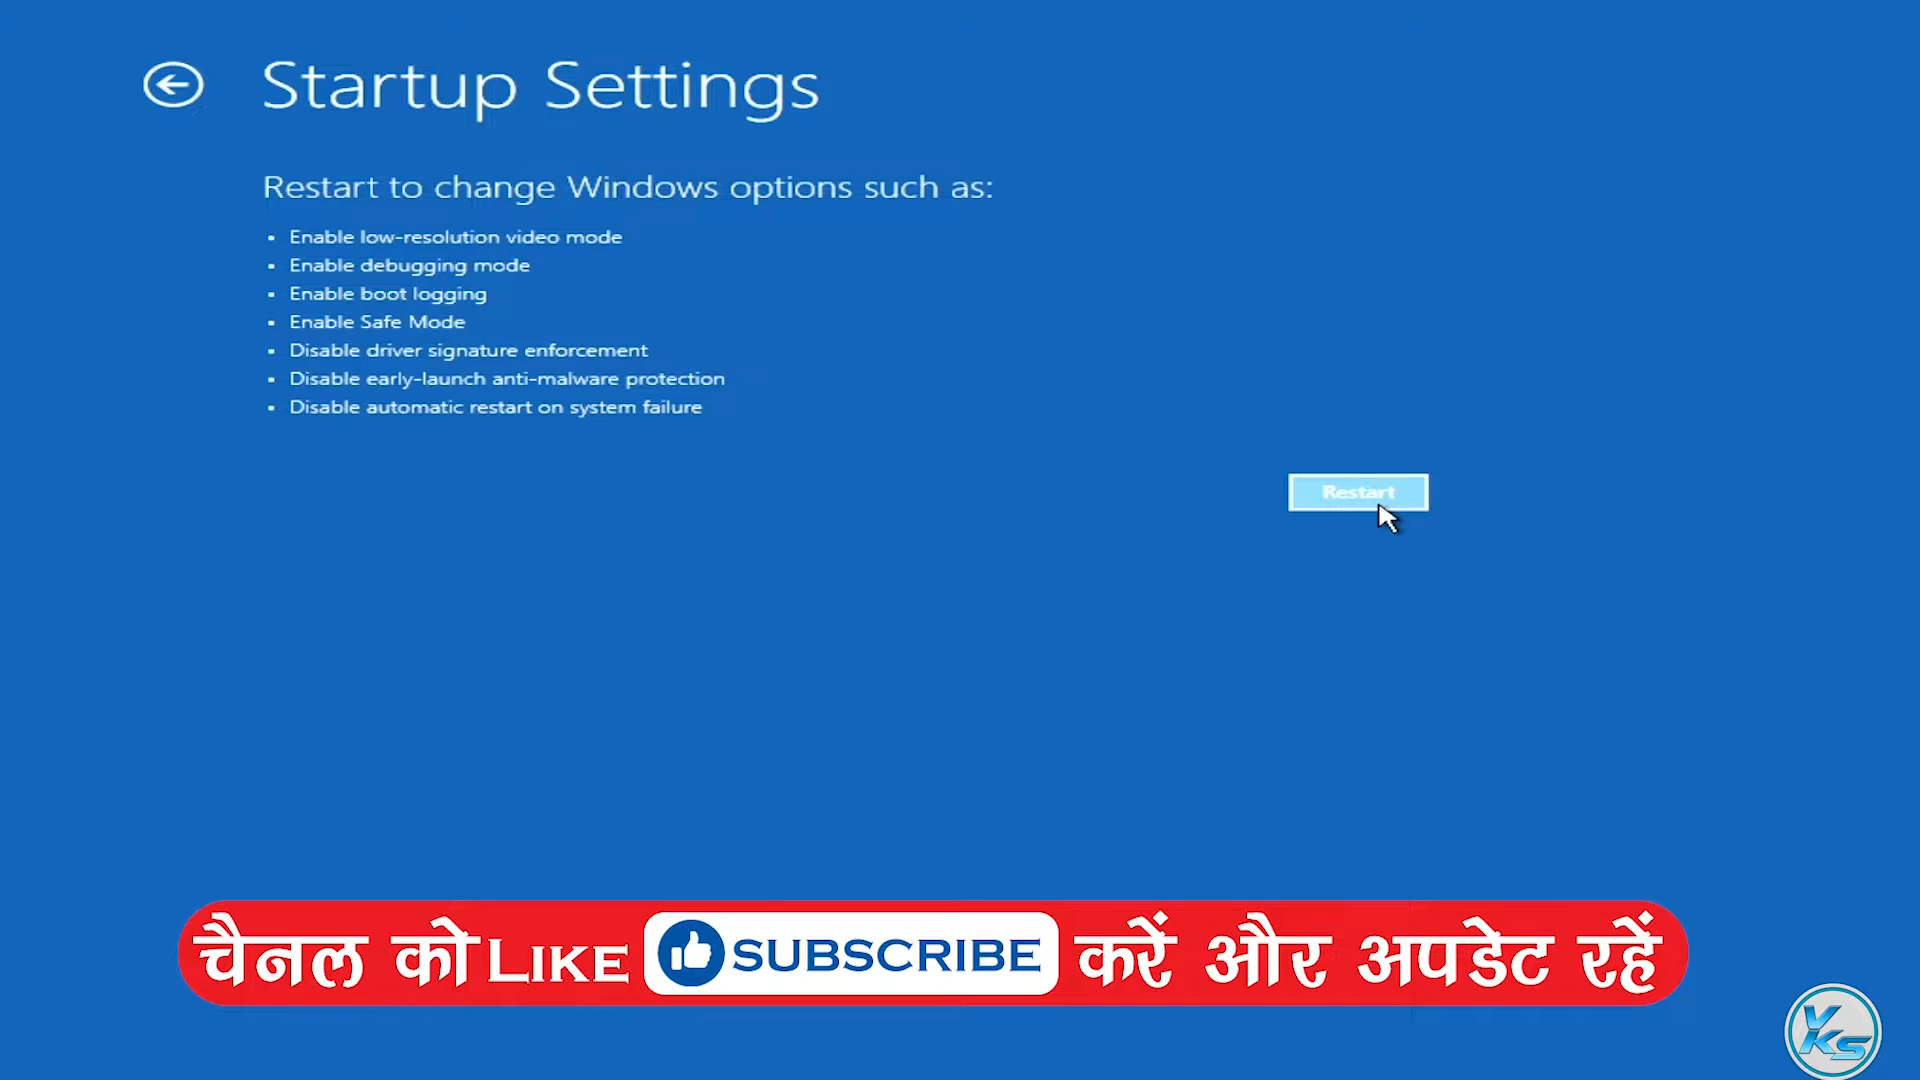 Startup Settings
Restart to change Windows options such as:
Enable low-resolution video mode
Enable debugging mode
Enable boot logging
Enable Safe Mode
Disable driver signature enforcement
Disable early-launch anti-malware protection
Disable automatic restart on system failure
Restart
चैनल को LIKE SUBSCRIBE करें और अपडेट रहें
YKS